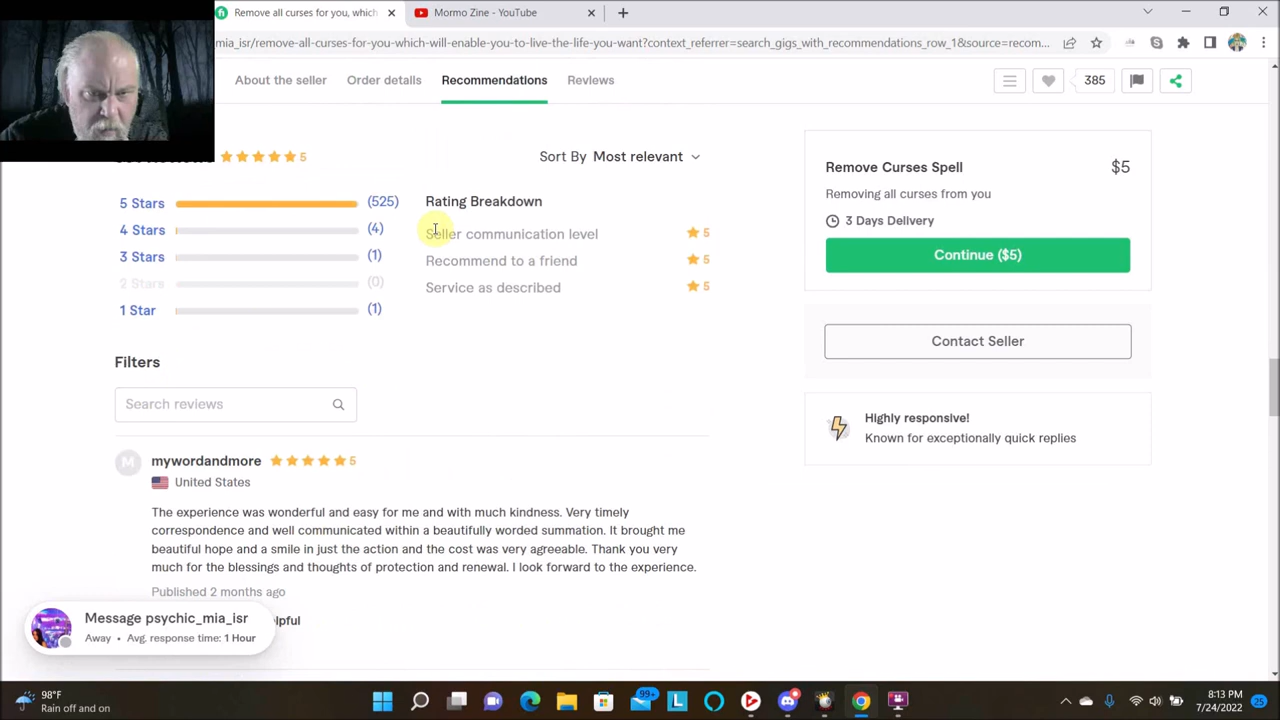 Remove all curses for you, which
Mormo Zine - YouTube
mia_isr/remove-all-curses-for-you-which-will-enable-you-to-live-the-life-you-want?context_referrer=search_gigs_with_recommendations_row_1&source=recom...
About the seller
Order details
Recommendations
Reviews
385
5
Sort By Most relevant
5 Stars (525)
4 Stars (4)
3 Stars (1)
2 Stars (0)
1 Star (1)
Rating Breakdown
Seller communication level 5
Recommend to a friend 5
Service as described 5
Remove Curses Spell $5
Removing all curses from you
3 Days Delivery
Continue ($5)
Contact Seller
Highly responsive!
Known for exceptionally quick replies
Filters
Search reviews
M
mywordandmore 5
United States
The experience was wonderful and easy for me and with much kindness. Very timely
correspondence and well communicated within a beautifully worded summation. It brought me
beautiful hope and a smile in just the action and the cost was very agreeable. Thank you very
much for the blessings and thoughts of protection and renewal. I look forward to the experience.
Published 2 months ago
elpful
Message psychic_mia_isr
Away • Avg. response time: 1 Hour
98°F
Rain off and on
99+
L
8:13 PM
7/24/2022
25